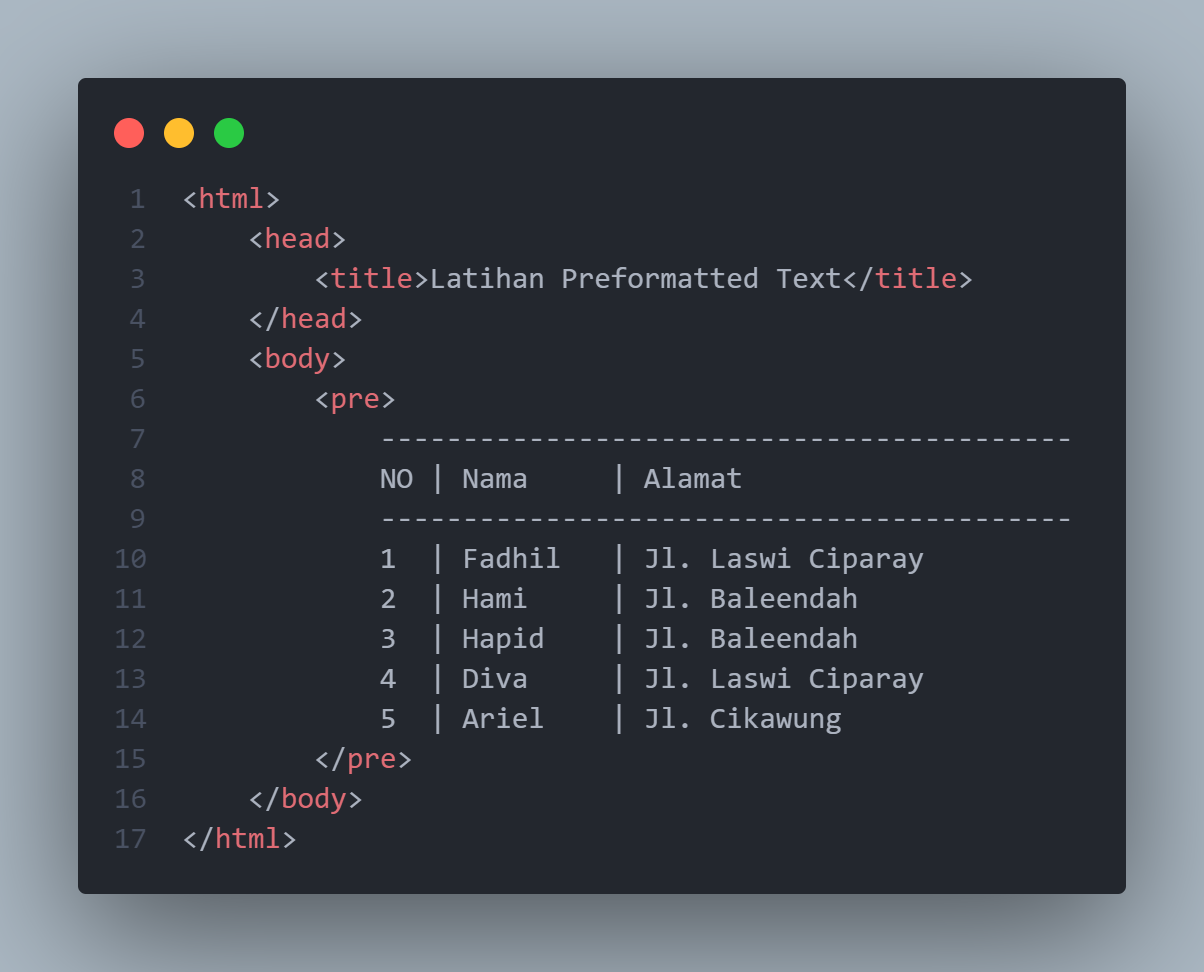 1 <html>
2     <head>
3         <title>Latihan Preformatted Text</title>
4     </head>
5     <body>
6         <pre>
7             ------------------------------------------
8             NO | Nama     | Alamat
9             ------------------------------------------
10             1  | Fadhil   | Jl. Laswi Ciparay
11             2  | Hami     | Jl. Baleendah
12             3  | Hapid    | Jl. Baleendah
13             4  | Diva     | Jl. Laswi Ciparay
14             5  | Ariel    | Jl. Cikawung
15         </pre>
16     </body>
17 </html>